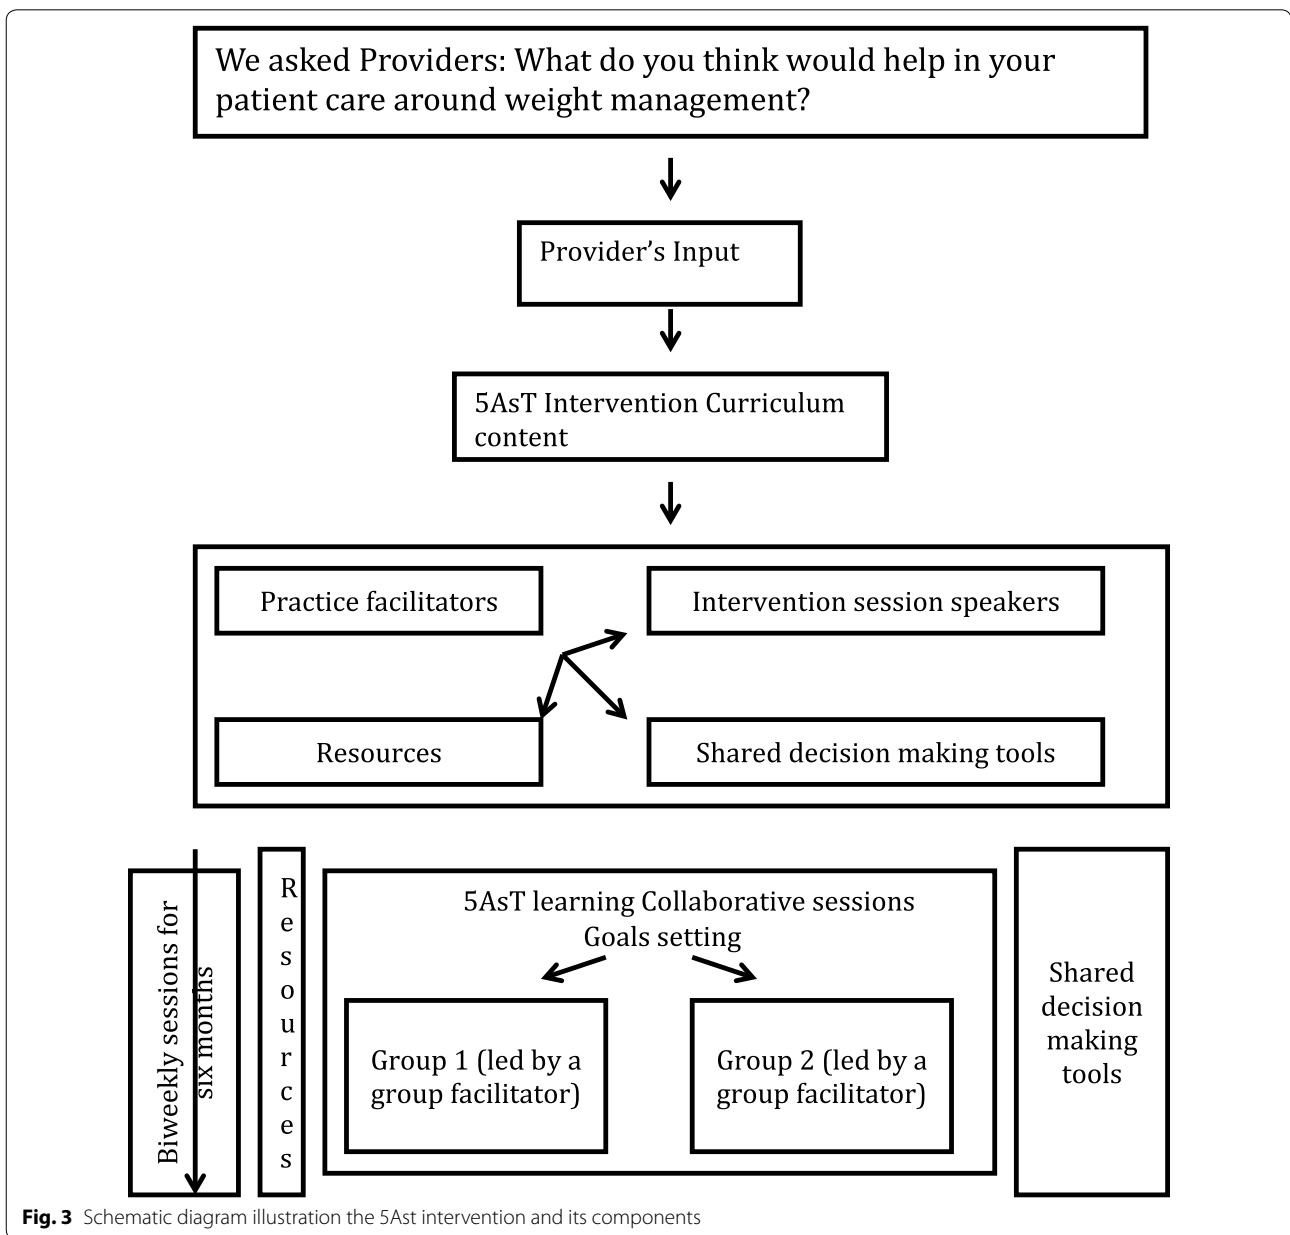 We asked Providers: What do you think would help in your
patient care around weight management?
Provider’s Input
5AsT Intervention Curriculum
content
Practice facilitators
Intervention session speakers
Resources
Shared decision making tools
Biweekly sessions for
six months
Resources
5AsT learning Collaborative sessions
Goals setting
Group 1 (led by a
group facilitator)
Group 2 (led by a
group facilitator)
Shared
decision
making
tools
Fig. 3 Schematic diagram illustration the 5Ast intervention and its components